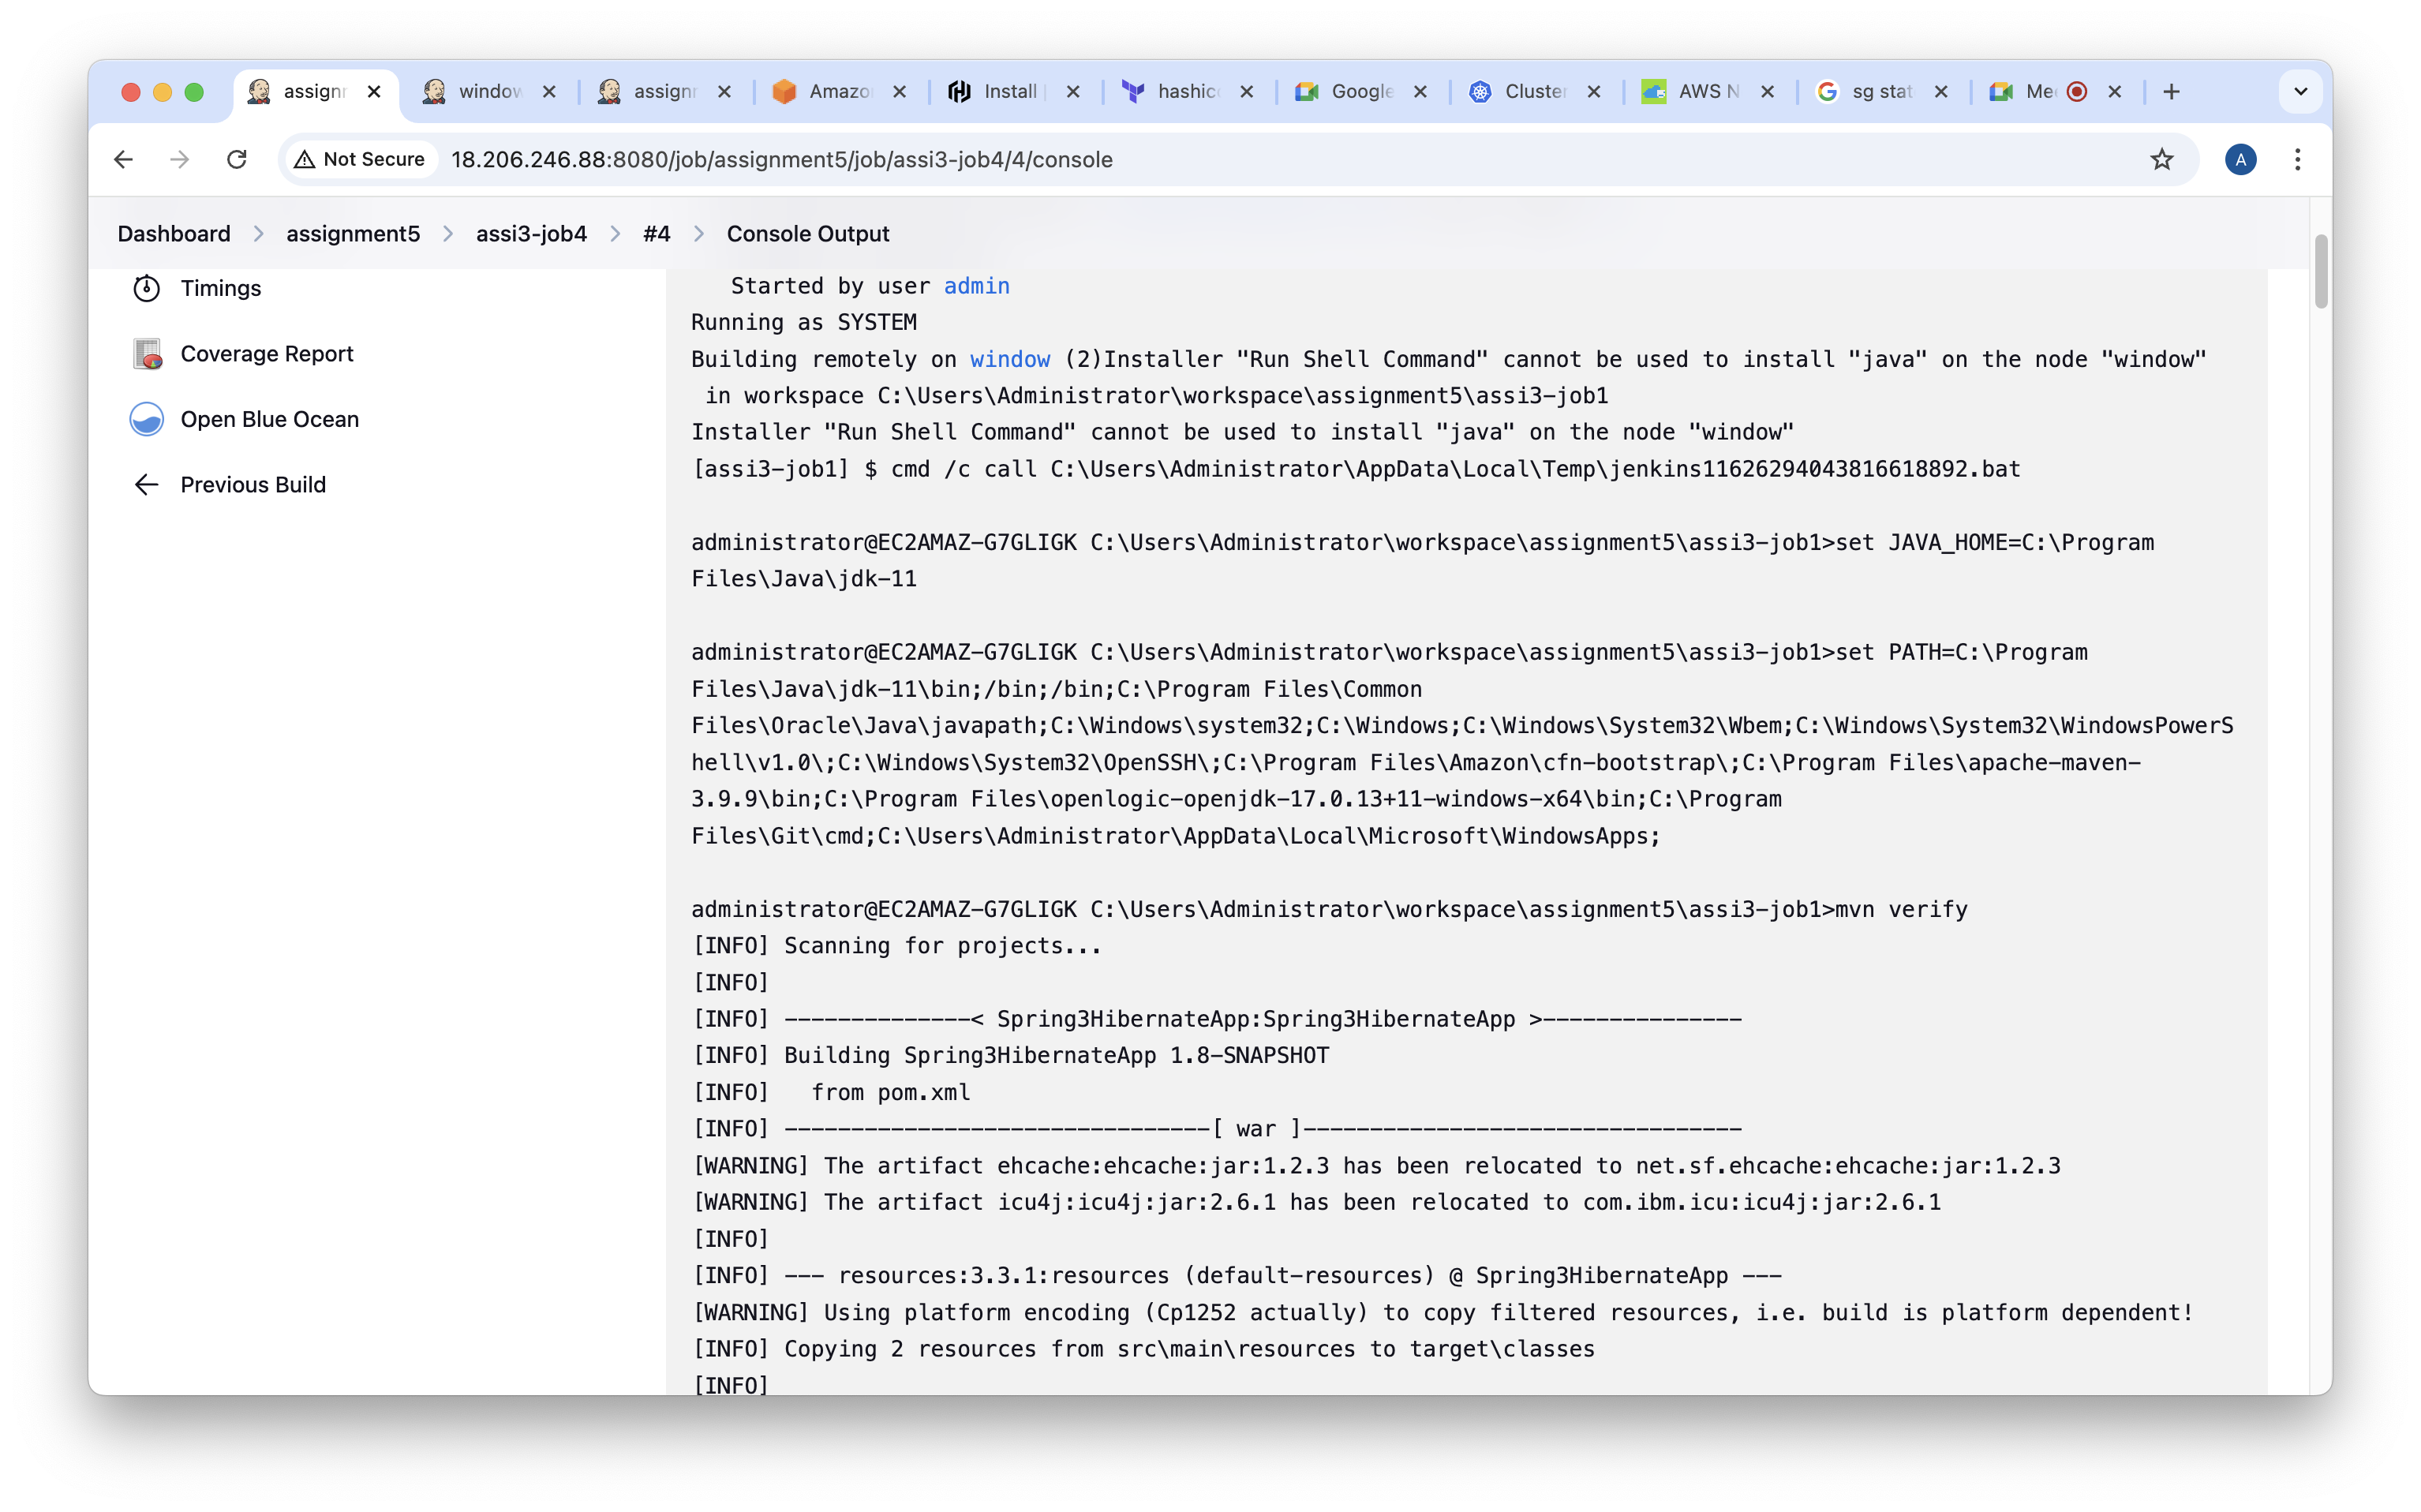 assign
window
assign
Amazo
Install
hashic
Google
Cluster
AWS N
sg stat
Me
Not Secure
18.206.246.88:8080/job/assignment5/job/assi3-job4/4/console
A
Dashboard
assignment5
assi3-job4
#4
Console Output
Timings
Coverage Report
Open Blue Ocean
Previous Build
Started by user admin
Running as SYSTEM
Building remotely on window (2)Installer "Run Shell Command" cannot be used to install "java" on the node "window"
in workspace C:\Users\Administrator\workspace\assignment5\assi3-job1
Installer "Run Shell Command" cannot be used to install "java" on the node "window"
[assi3-job1] $ cmd /c call C:\Users\Administrator\AppData\Local\Temp\jenkins11626294043816618892.bat
administrator@EC2AMAZ-G7GLIGK C:\Users\Administrator\workspace\assignment5\assi3-job1>set JAVA_HOME=C:\Program
Files\Java\jdk-11
administrator@EC2AMAZ-G7GLIGK C:\Users\Administrator\workspace\assignment5\assi3-job1>set PATH=C:\Program
Files\Java\jdk-11\bin;/bin;/bin;C:\Program Files\Common
Files\Oracle\Java\javapath;C:\Windows\system32;C:\Windows;C:\Windows\System32\Wbem;C:\Windows\System32\WindowsPowerS
hell\v1.0\;C:\Windows\System32\OpenSSH\;C:\Program Files\Amazon\cfn-bootstrap\;C:\Program Files\apache-maven-
3.9.9\bin;C:\Program Files\openlogic-openjdk-17.0.13+11-windows-x64\bin;C:\Program
Files\Git\cmd;C:\Users\Administrator\AppData\Local\Microsoft\WindowsApps;
administrator@EC2AMAZ-G7GLIGK C:\Users\Administrator\workspace\assignment5\assi3-job1>mvn verify
[INFO] Scanning for projects...
[INFO]
[INFO] --------------< Spring3HibernateApp:Spring3HibernateApp >---------------
[INFO] Building Spring3HibernateApp 1.8-SNAPSHOT
[INFO]   from pom.xml
[INFO] --------------------------------[ war ]---------------------------------
[WARNING] The artifact ehcache:ehcache:jar:1.2.3 has been relocated to net.sf.ehcache:ehcache:jar:1.2.3
[WARNING] The artifact icu4j:icu4j:jar:2.6.1 has been relocated to com.ibm.icu:icu4j:jar:2.6.1
[INFO]
[INFO] --- resources:3.3.1:resources (default-resources) @ Spring3HibernateApp ---
[WARNING] Using platform encoding (Cp1252 actually) to copy filtered resources, i.e. build is platform dependent!
[INFO] Copying 2 resources from src\main\resources to target\classes
[INFO]